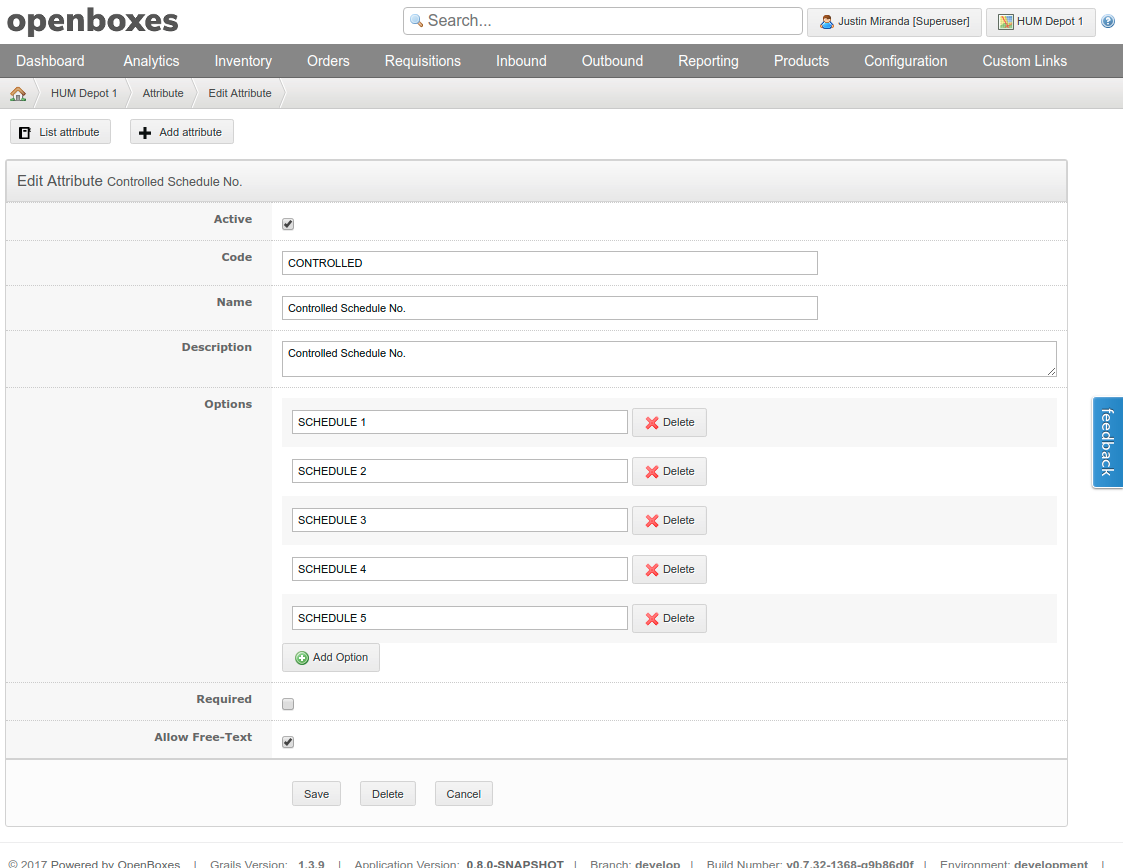 openboxes
Search...
Justin Miranda [Superuser]
HUM Depot 1
Dashboard Analytics Inventory Orders Requisitions Inbound Outbound Reporting Products Configuration Custom Links
HUM Depot 1 Attribute Edit Attribute
List attribute Add attribute
Edit Attribute Controlled Schedule No.
Active
Code CONTROLLED
Name Controlled Schedule No.
Description Controlled Schedule No.
Options SCHEDULE 1 Delete
SCHEDULE 2 Delete
SCHEDULE 3 Delete
SCHEDULE 4 Delete
SCHEDULE 5 Delete
Add Option
Required
Allow Free-Text
Save Delete Cancel
feedback
© 2017 Powered by OpenBoxes | Grails Version: 1.3.9 | Application Version: 0.8.0-SNAPSHOT | Branch: develop | Build Number: v0.7.32-1368-g9b86d0f | Environment: development |